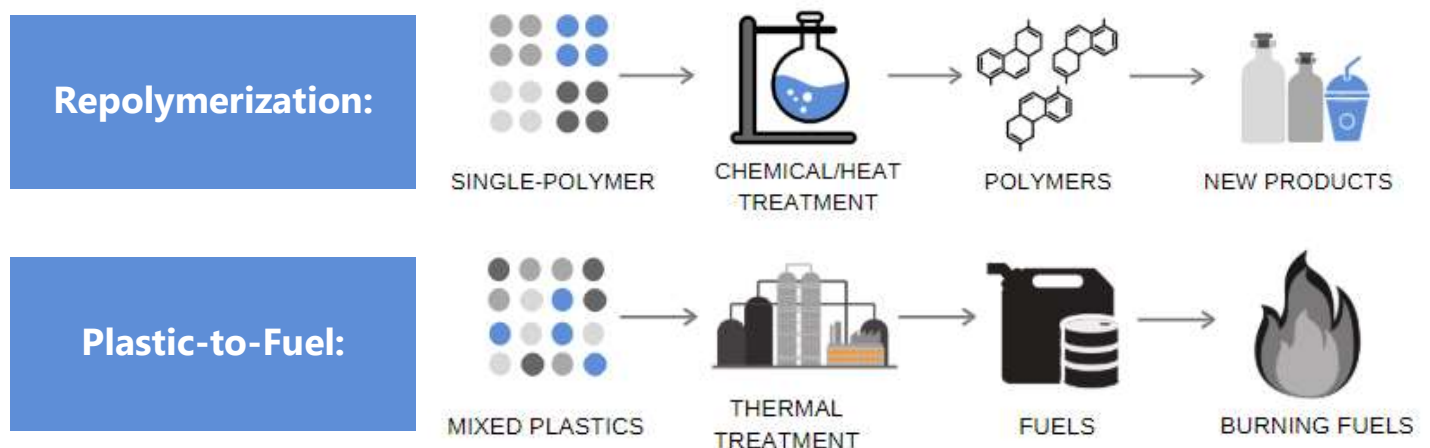 Repolymerization:
SINGLE-POLYMER
CHEMICAL/HEAT
TREATMENT
POLYMERS
NEW PRODUCTS
Plastic-to-Fuel:
MIXED PLASTICS
THERMAL
TREATMENT
FUELS
BURNING FUELS